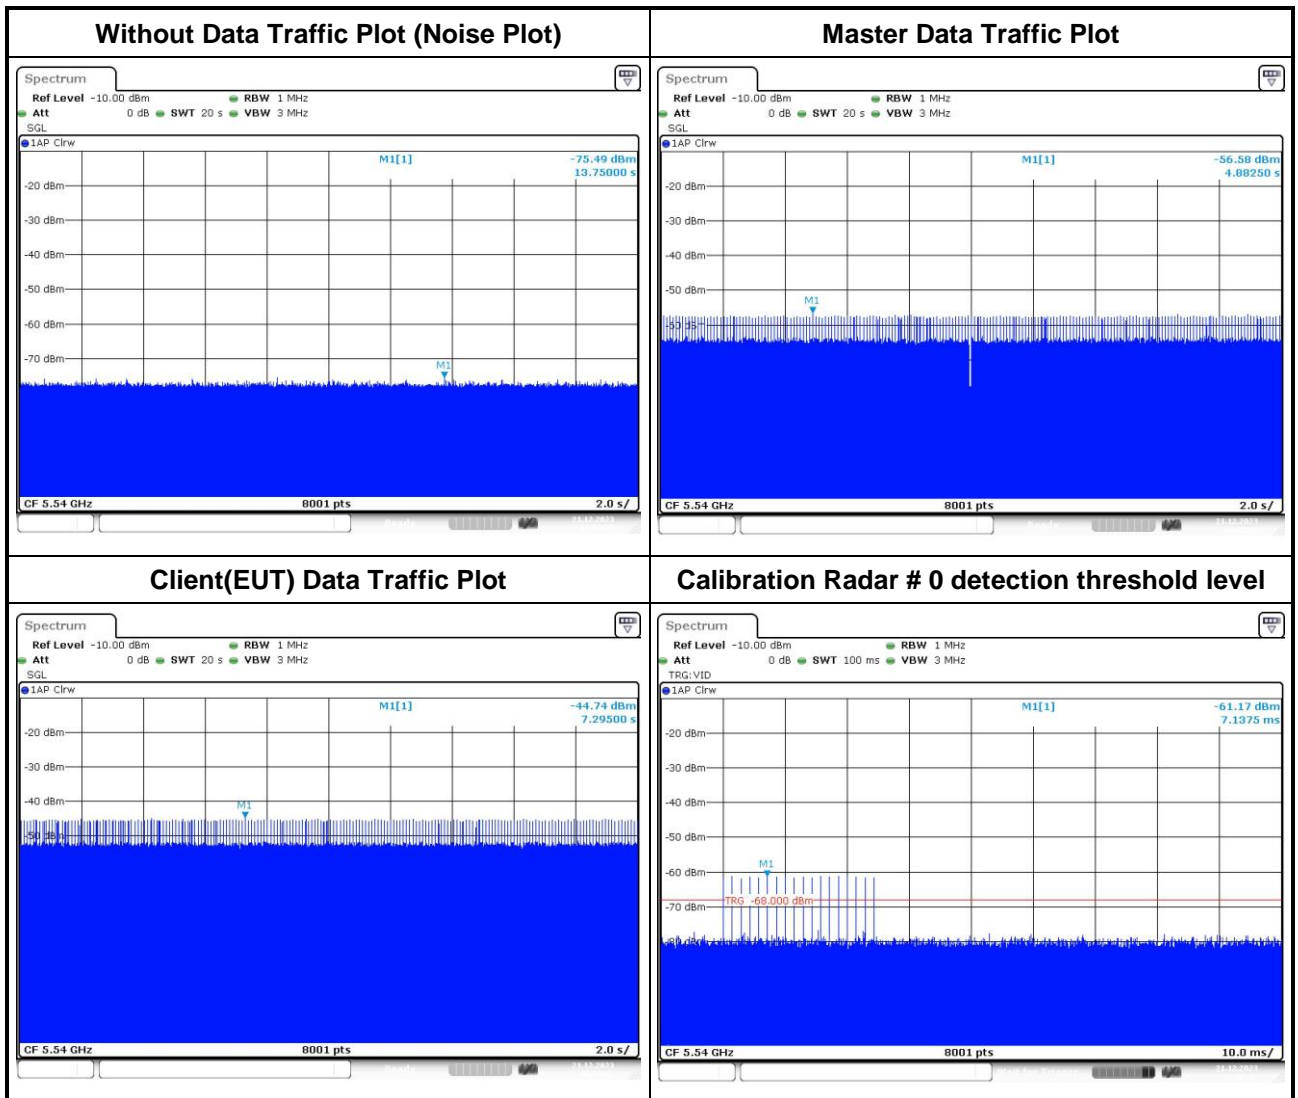 Without Data Traffic Plot (Noise Plot)
Spectrum
Ref Level -10.00 dBm RBW 1 MHz
Att 0 dB SWT 20 s VBW 3 MHz
SGL
1AP Clrw
M1[1] -75.49 dBm
13.75000 s
-20 dBm
-30 dBm
-40 dBm
-50 dBm
-60 dBm
-70 dBm
M1
CF 5.54 GHz 8001 pts 2.0 s/
Master Data Traffic Plot
Spectrum
Ref Level -10.00 dBm RBW 1 MHz
Att 0 dB SWT 20 s VBW 3 MHz
SGL
1AP Clrw
M1[1] -56.58 dBm
4.88250 s
-20 dBm
-30 dBm
-40 dBm
-50 dBm
M1
CF 5.54 GHz 8001 pts 2.0 s/
Client(EUT) Data Traffic Plot
Spectrum
Ref Level -10.00 dBm RBW 1 MHz
Att 0 dB SWT 20 s VBW 3 MHz
SGL
1AP Clrw
M1[1] -44.74 dBm
7.29500 s
-20 dBm
-30 dBm
-40 dBm
M1
CF 5.54 GHz 8001 pts 2.0 s/
Calibration Radar # 0 detection threshold level
Spectrum
Ref Level -10.00 dBm RBW 1 MHz
Att 0 dB SWT 100 ms VBW 3 MHz
TRG:VID
1AP Clrw
M1[1] -61.17 dBm
7.1375 ms
-20 dBm
-30 dBm
-40 dBm
-50 dBm
M1
-60 dBm
TRG -68.000 dBm
-70 dBm
CF 5.54 GHz 8001 pts 10.0 ms/